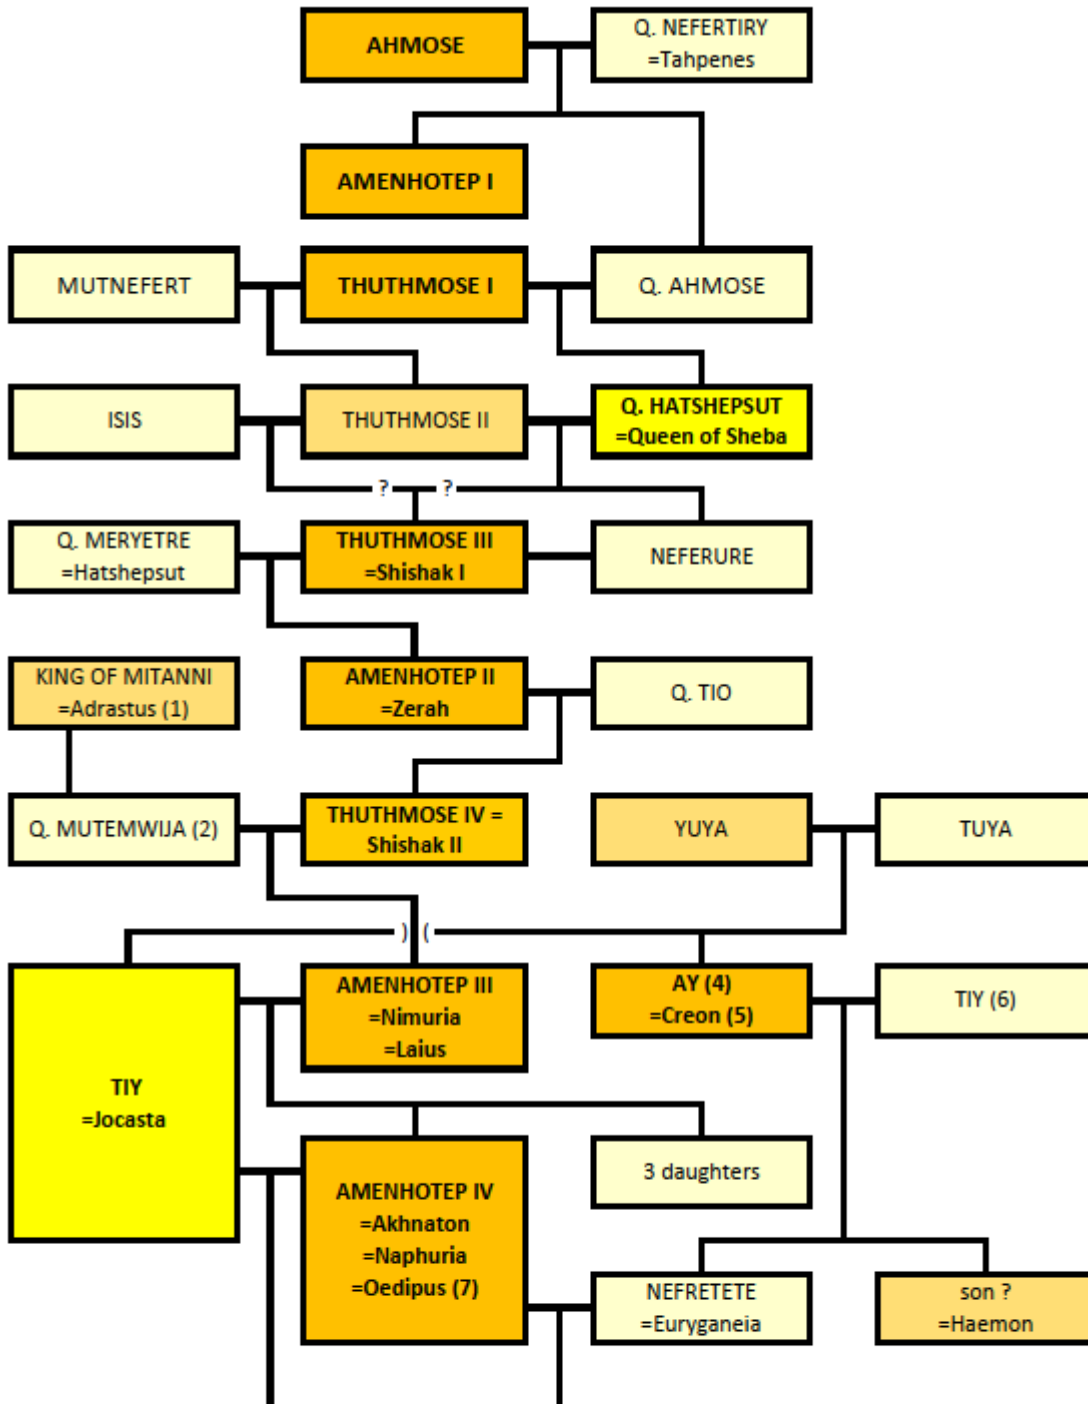 AHMOSE
Q. NEFERTIRY
=Tahpenes
AMENHOTEP I
MUTNEFERT
THUTHMOSE I
Q. AHMOSE
ISIS
THUTHMOSE II
Q. HATSHEPSUT
=Queen of Sheba
? ?
Q. MERYETRE
=Hatshepsut
THUTHMOSE III
=Shishak I
NEFERURE
KING OF MITANNI
=Adrastus (1)
AMENHOTEP II
=Zerah
Q. TIO
Q. MUTEMWIJA (2)
THUTHMOSE IV =
Shishak II
YUYA
TUYA
) (
TIY
=Jocasta
AMENHOTEP III
=Nimuria
=Laius
AY (4)
=Creon (5)
TIY (6)
AMENHOTEP IV
=Akhnaton
=Naphuria
=Oedipus (7)
3 daughters
NEFRETETE
=Euryganeia
son ?
=Haemon